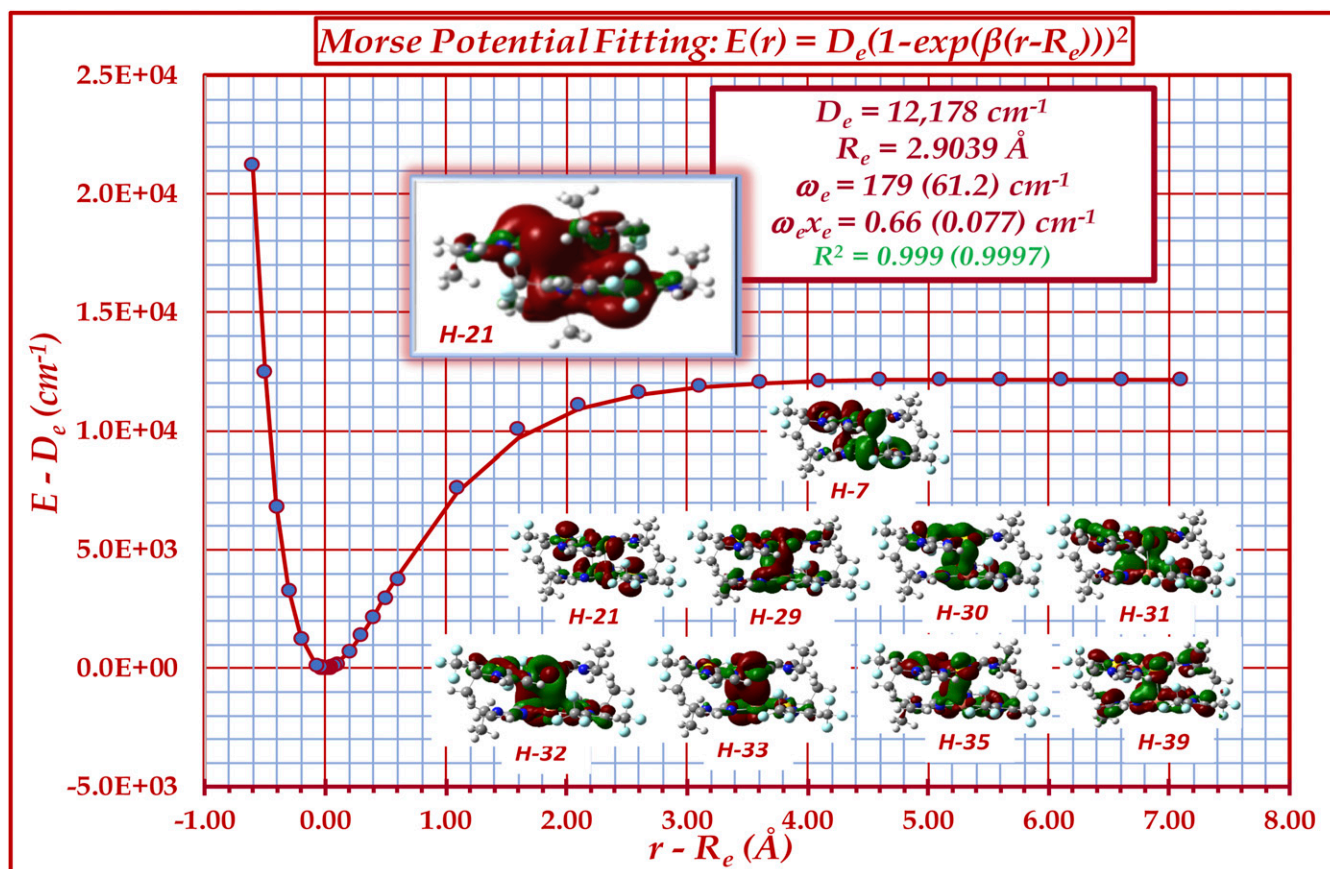 Morse Potential Fitting: E(r) = Dₑ(1-exp(β(r-Rₑ)))²
Dₑ = 12,178 cm⁻¹
Rₑ = 2.9039 Å
ωₑ = 179 (61.2) cm⁻¹
ωₑxₑ = 0.66 (0.077) cm⁻¹
R² = 0.999 (0.9997)
E - Dₑ (cm⁻¹)
2.5E+04
2.0E+04
1.5E+04
1.0E+04
5.0E+03
0.0E+00
-5.0E+03
H-21
H-7
H-21 H-29 H-30 H-31
H-32 H-33 H-35 H-39
-1.00 0.00 1.00 2.00 3.00 4.00 5.00 6.00 7.00 8.00
r - Rₑ (Å)